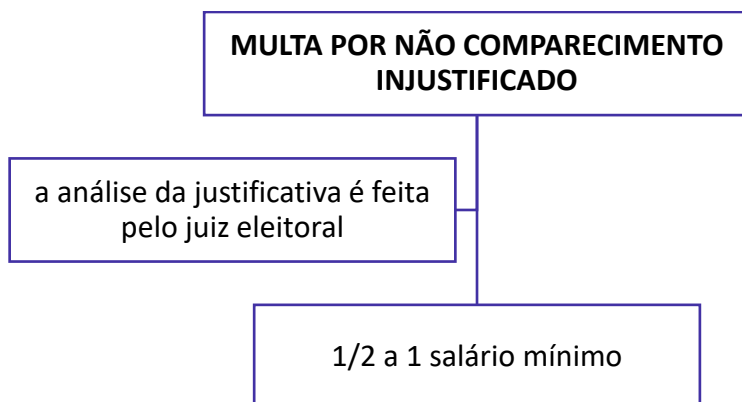 MULTA POR NÃO COMPARECIMENTO
INJUSTIFICADO
a análise da justificativa é feita
pelo juiz eleitoral
1/2 a 1 salário mínimo